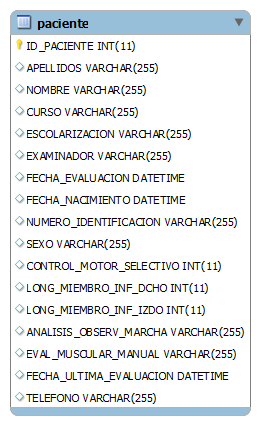 paciente
ID_PACIENTE INT(11)
APELLIDOS VARCHAR(255)
NOMBRE VARCHAR(255)
CURSO VARCHAR(255)
ESCOLARIZACION VARCHAR(255)
EXAMINADOR VARCHAR(255)
FECHA_EVALUACION DATETIME
FECHA_NACIMIENTO DATETIME
NUMERO_IDENTIFICACION VARCHAR(255)
SEXO VARCHAR(255)
CONTROL_MOTOR_SELECTIVO INT(11)
LONG_MIEMBRO_INF_DCHO INT(11)
LONG_MIEMBRO_INF_IZDO INT(11)
ANALISIS_OBSERV_MARCHA VARCHAR(255)
EVAL_MUSCULAR_MANUAL VARCHAR(255)
FECHA_ULTIMA_EVALUACION DATETIME
TELEFONO VARCHAR(255)